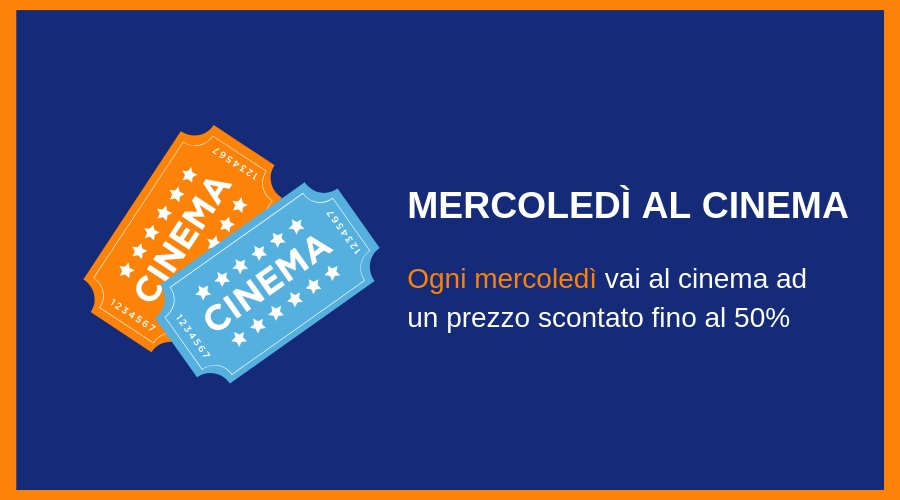 CINEMA
1234567
1234567
CINEMA
1234567
1234567
MERCOLEDÌ AL CINEMA
Ogni mercoledì vai al cinema ad
un prezzo scontato fino al 50%